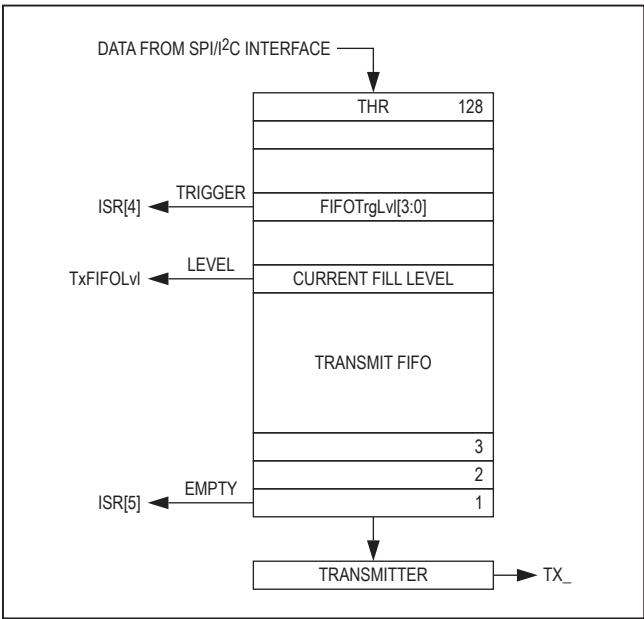 DATA FROM SPI/I2C INTERFACE
THR 128
TRIGGER
ISR[4]
FIFOTrgLvl[3:0]
LEVEL
TxFIFOLvl
CURRENT FILL LEVEL
TRANSMIT FIFO
3
2
EMPTY
ISR[5]
1
TRANSMITTER
TX_